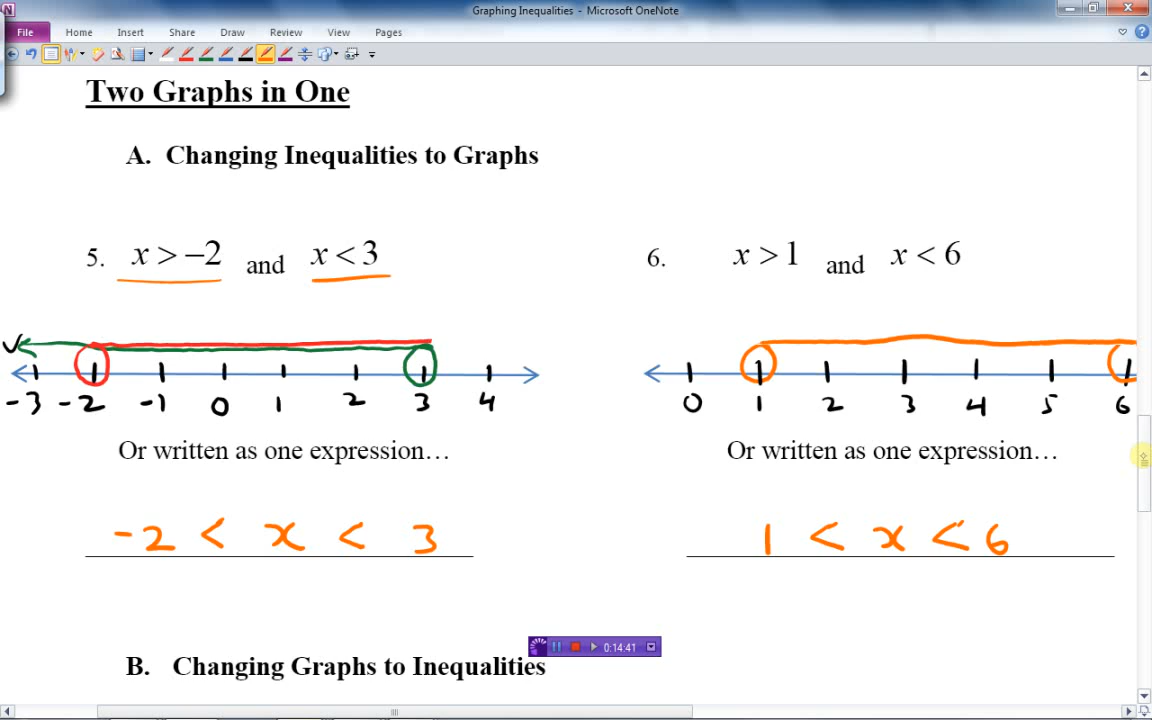 Graphing Inequalities - Microsoft OneNote
File Home Insert Share Draw Review View Pages
Two Graphs in One
A. Changing Inequalities to Graphs
5. x > −2 and x < 3
6. x > 1 and x < 6
-3 -2 -1 0 1 2 3 4
0 1 2 3 4 5 6
Or written as one expression…
Or written as one expression…
-2 < x < 3
1 < x < 6
0:14:41
B. Changing Graphs to Inequalities